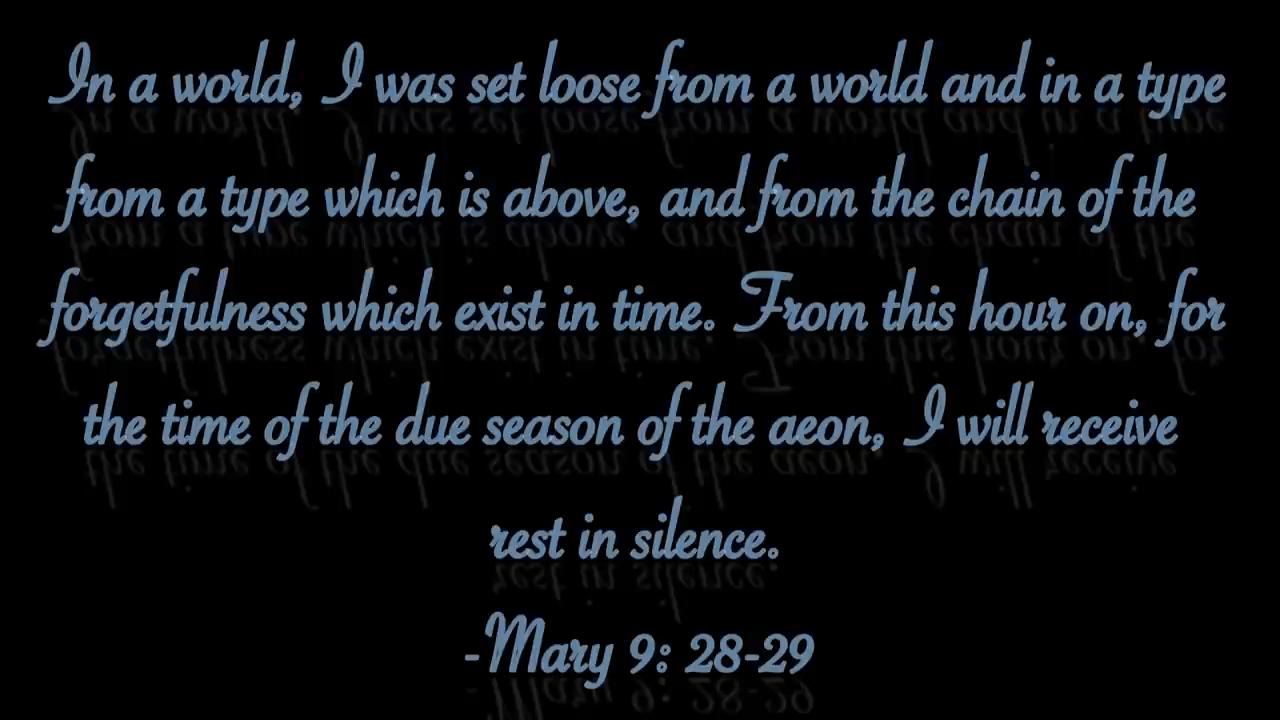 In a world, I was set loose from a world and in a type
from a type which is above, and from the chain of the
forgetfulness which exist in time. From this hour on, for
the time of the due season of the aeon, I will receive
rest in silence.
-Mary 9: 28-29